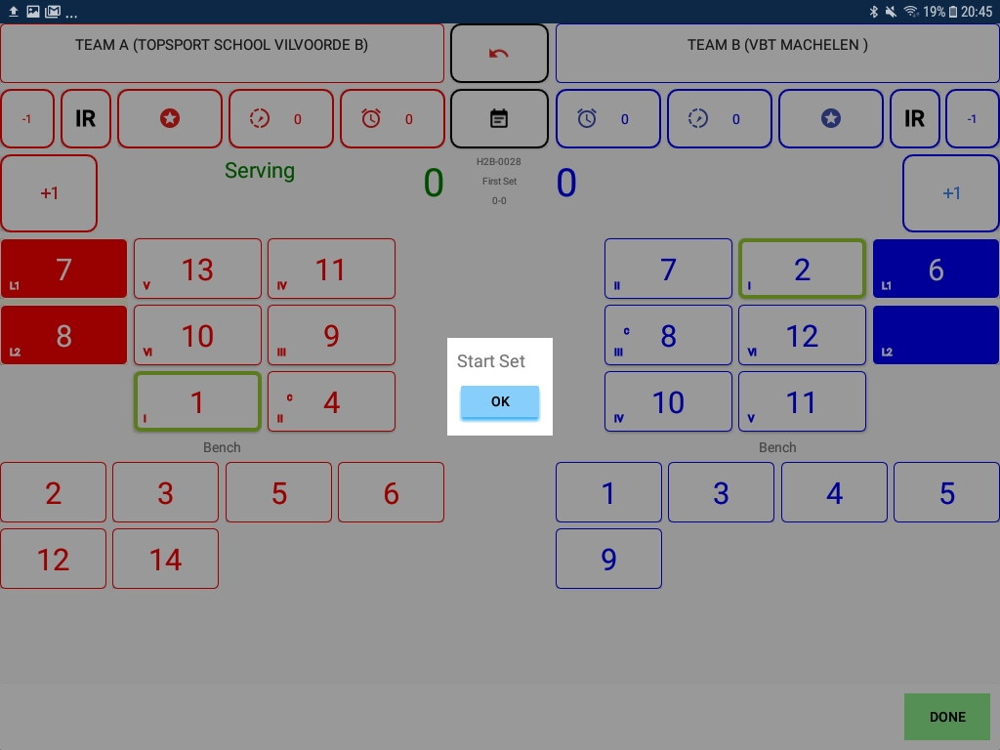 ... 19% 20:45
TEAM A (TOPSPORT SCHOOL VILVOORDE B)
TEAM B (VBT MACHELEN )
-1 IR 0 0
0 0 IR -1
+1
Serving
0
H2B-0028
First Set
0-0
0
+1
7 L1 13 V 11 IV
8 L2 10 VI 9 III
1 I C 4 II
7 II 2 I 6 L1
C 8 III 12 VI L2
10 IV 11 V
Start Set
OK
Bench
2 3 5 6
12 14
Bench
1 3 4 5
9
DONE